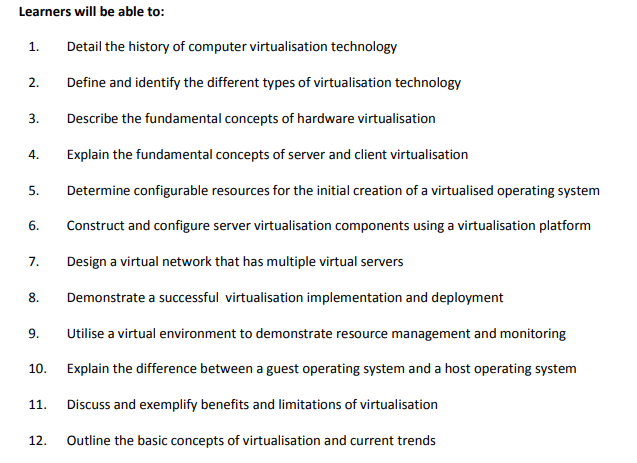 Learners will be able to:
1. Detail the history of computer virtualisation technology
2. Define and identify the different types of virtualisation technology
3. Describe the fundamental concepts of hardware virtualisation
4. Explain the fundamental concepts of server and client virtualisation
5. Determine configurable resources for the initial creation of a virtualised operating system
6. Construct and configure server virtualisation components using a virtualisation platform
7. Design a virtual network that has multiple virtual servers
8. Demonstrate a successful virtualisation implementation and deployment
9. Utilise a virtual environment to demonstrate resource management and monitoring
10. Explain the difference between a guest operating system and a host operating system
11. Discuss and exemplify benefits and limitations of virtualisation
12. Outline the basic concepts of virtualisation and current trends